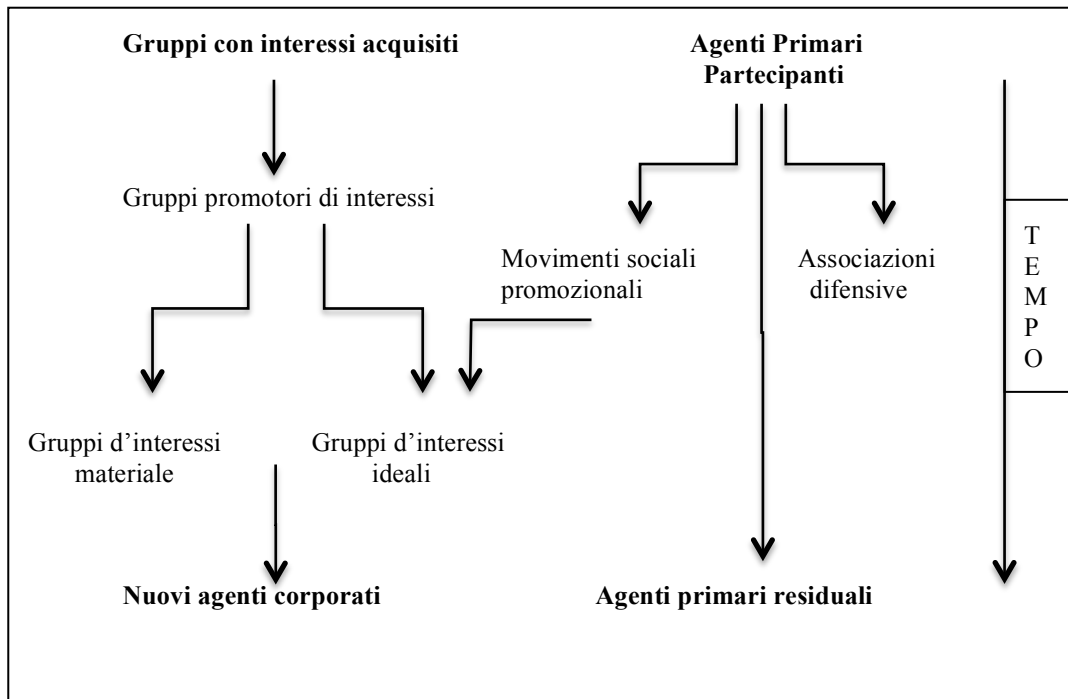 Gruppi con interessi acquisiti
Agenti Primari
Partecipanti
Gruppi promotori di interessi
Movimenti sociali
promozionali
Associazioni
difensive
T
E
M
P
O
Gruppi d’interessi
materiale
Gruppi d’interessi
ideali
Nuovi agenti corporati
Agenti primari residuali